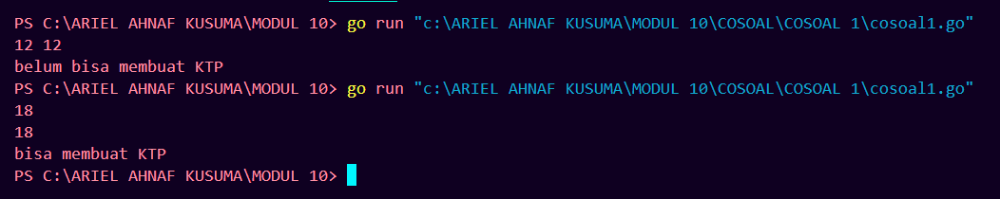 PS C:\ARIEL AHNAF KUSUMA\MODUL 10> go run "c:\ARIEL AHNAF KUSUMA\MODUL 10\COSOAL\COSOAL 1\cosoal1.go"
12 12
belum bisa membuat KTP
PS C:\ARIEL AHNAF KUSUMA\MODUL 10> go run "c:\ARIEL AHNAF KUSUMA\MODUL 10\COSOAL\COSOAL 1\cosoal1.go"
18
18
bisa membuat KTP
PS C:\ARIEL AHNAF KUSUMA\MODUL 10>